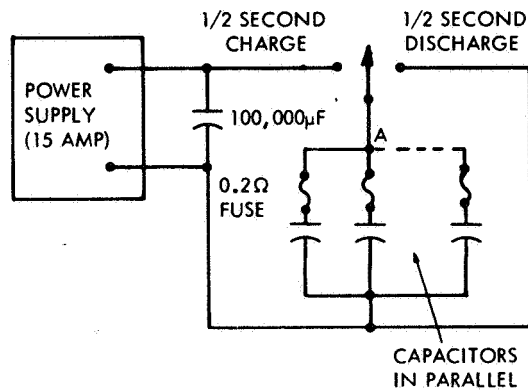 1/2 SECOND
CHARGE
1/2 SECOND
DISCHARGE
POWER
SUPPLY
(15 AMP)
100,000µF
A
0.2Ω
FUSE
CAPACITORS
IN PARALLEL